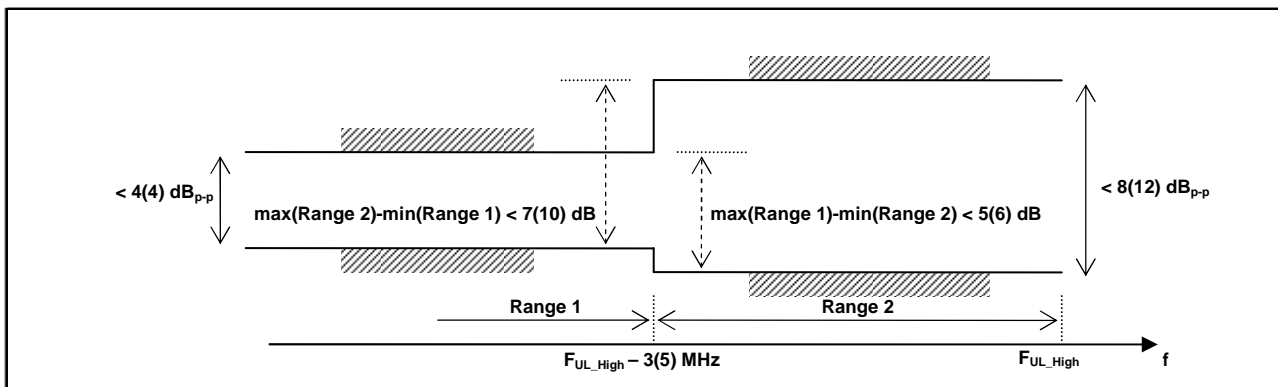 < 4(4) dBp-p
max(Range 2)-min(Range 1) < 7(10) dB
max(Range 1)-min(Range 2) < 5(6) dB
< 8(12) dBp-p
Range 1
Range 2
FUL_High – 3(5) MHz
FUL_High
f